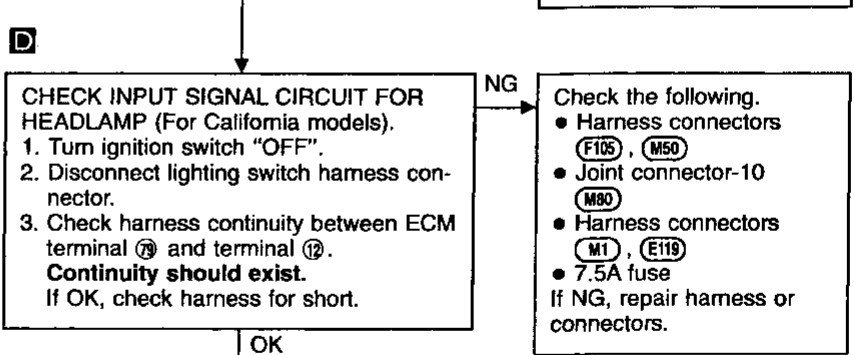 D
CHECK INPUT SIGNAL CIRCUIT FOR
HEADLAMP (For California models).
1. Turn ignition switch “OFF”.
2. Disconnect lighting switch harness con-
nector.
3. Check harness continuity between ECM
terminal 79 and terminal 12.
Continuity should exist.
If OK, check harness for short.
OK
NG
Check the following.
● Harness connectors
F105 , M50
● Joint connector-10
M80
● Harness connectors
M1 , E119
● 7.5A fuse
If NG, repair harness or
connectors.